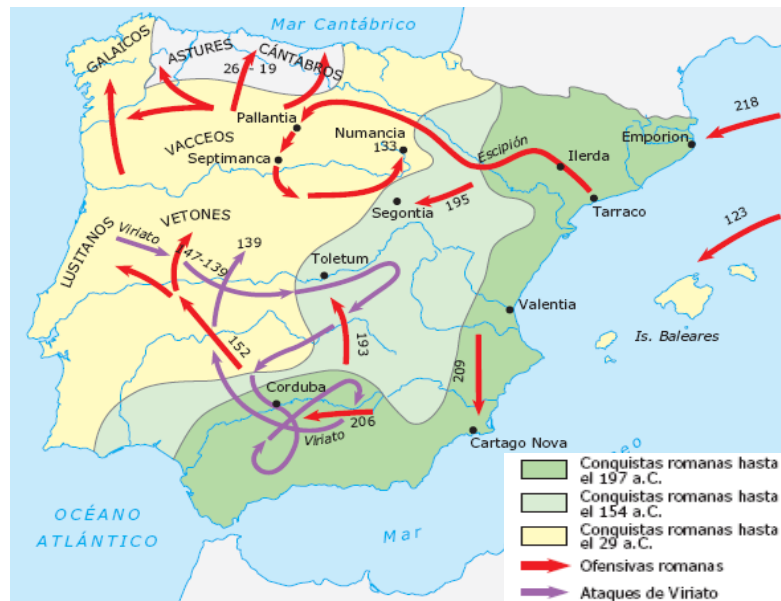 Mar Cantábrico
GALAICOS
ASTURES
CÁNTABROS
26 - 19
Pallantia
VACCEOS
Septimanca
Numancia
133
Escipión
Ilerda
Emporion
218
Tarraco
195
Segontia
123
LUSITANOS
Viriato
VETONES
147-139
139
Toletum
Valentia
Is. Baleares
152
193
209
Corduba
206
Viriato
Cartago Nova
OCÉANO
ATLÁNTICO
Mar
eo
Conquistas romanas hasta
el 197 a.C.
Conquistas romanas hasta
el 154 a.C.
Conquistas romanas hasta
el 29 a.C.
Ofensivas romanas
Ataques de Viriato